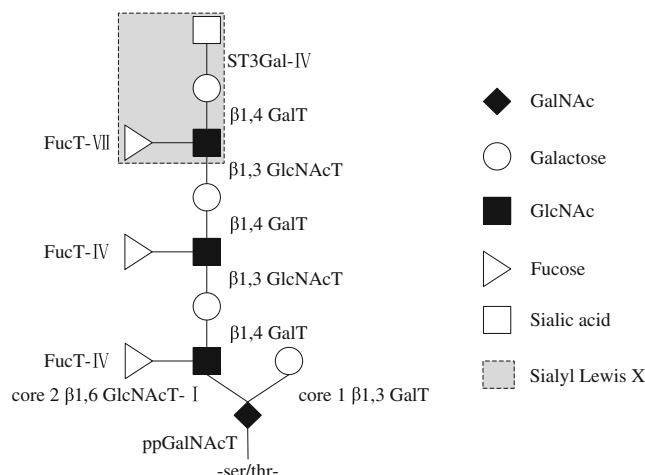 ST3Gal-Ⅳ
β1,4 GalT
FucT-Ⅶ
β1,3 GlcNAcT
β1,4 GalT
FucT-Ⅳ
β1,3 GlcNAcT
β1,4 GalT
FucT-Ⅳ
core 2 β1,6 GlcNAcT- Ⅰ
core 1 β1,3 GalT
ppGalNAcT
-ser/thr-
GalNAc
Galactose
GlcNAc
Fucose
Sialic acid
Sialyl Lewis X